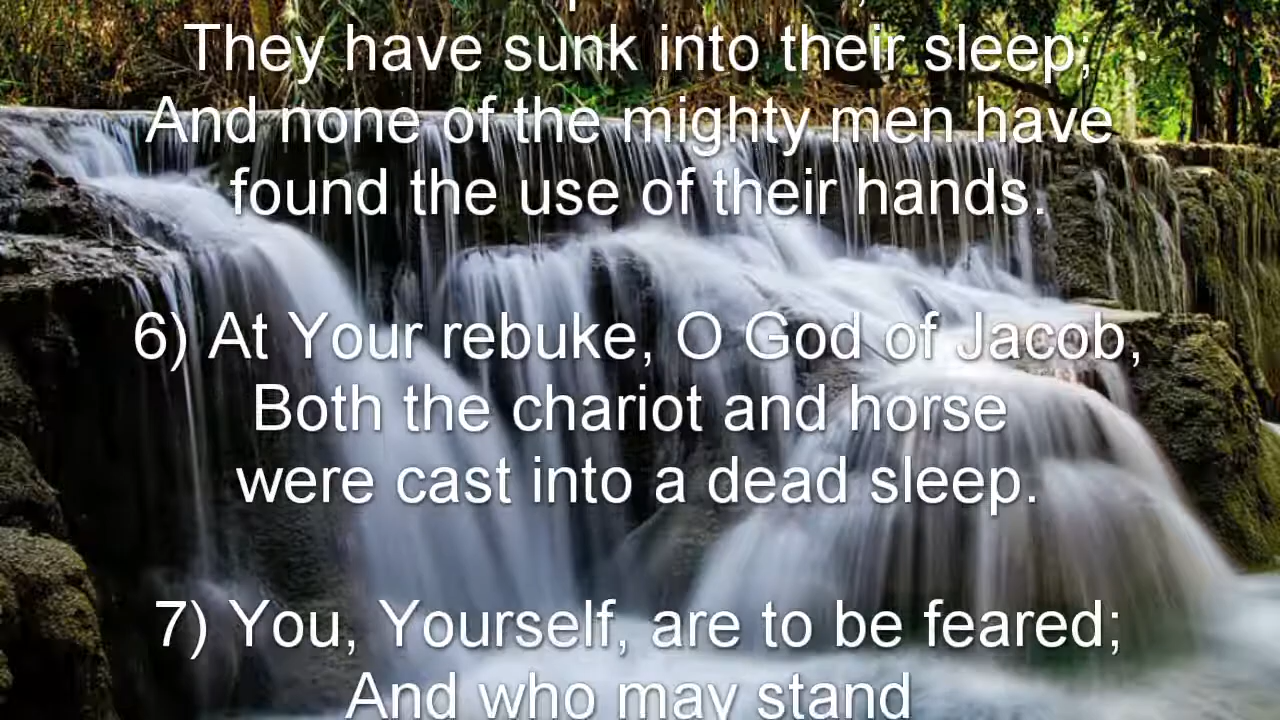 They have sunk into their sleep;
And none of the mighty men have
found the use of their hands.
6) At Your rebuke, O God of Jacob,
Both the chariot and horse
were cast into a dead sleep.
7) You, Yourself, are to be feared;
And who may stand